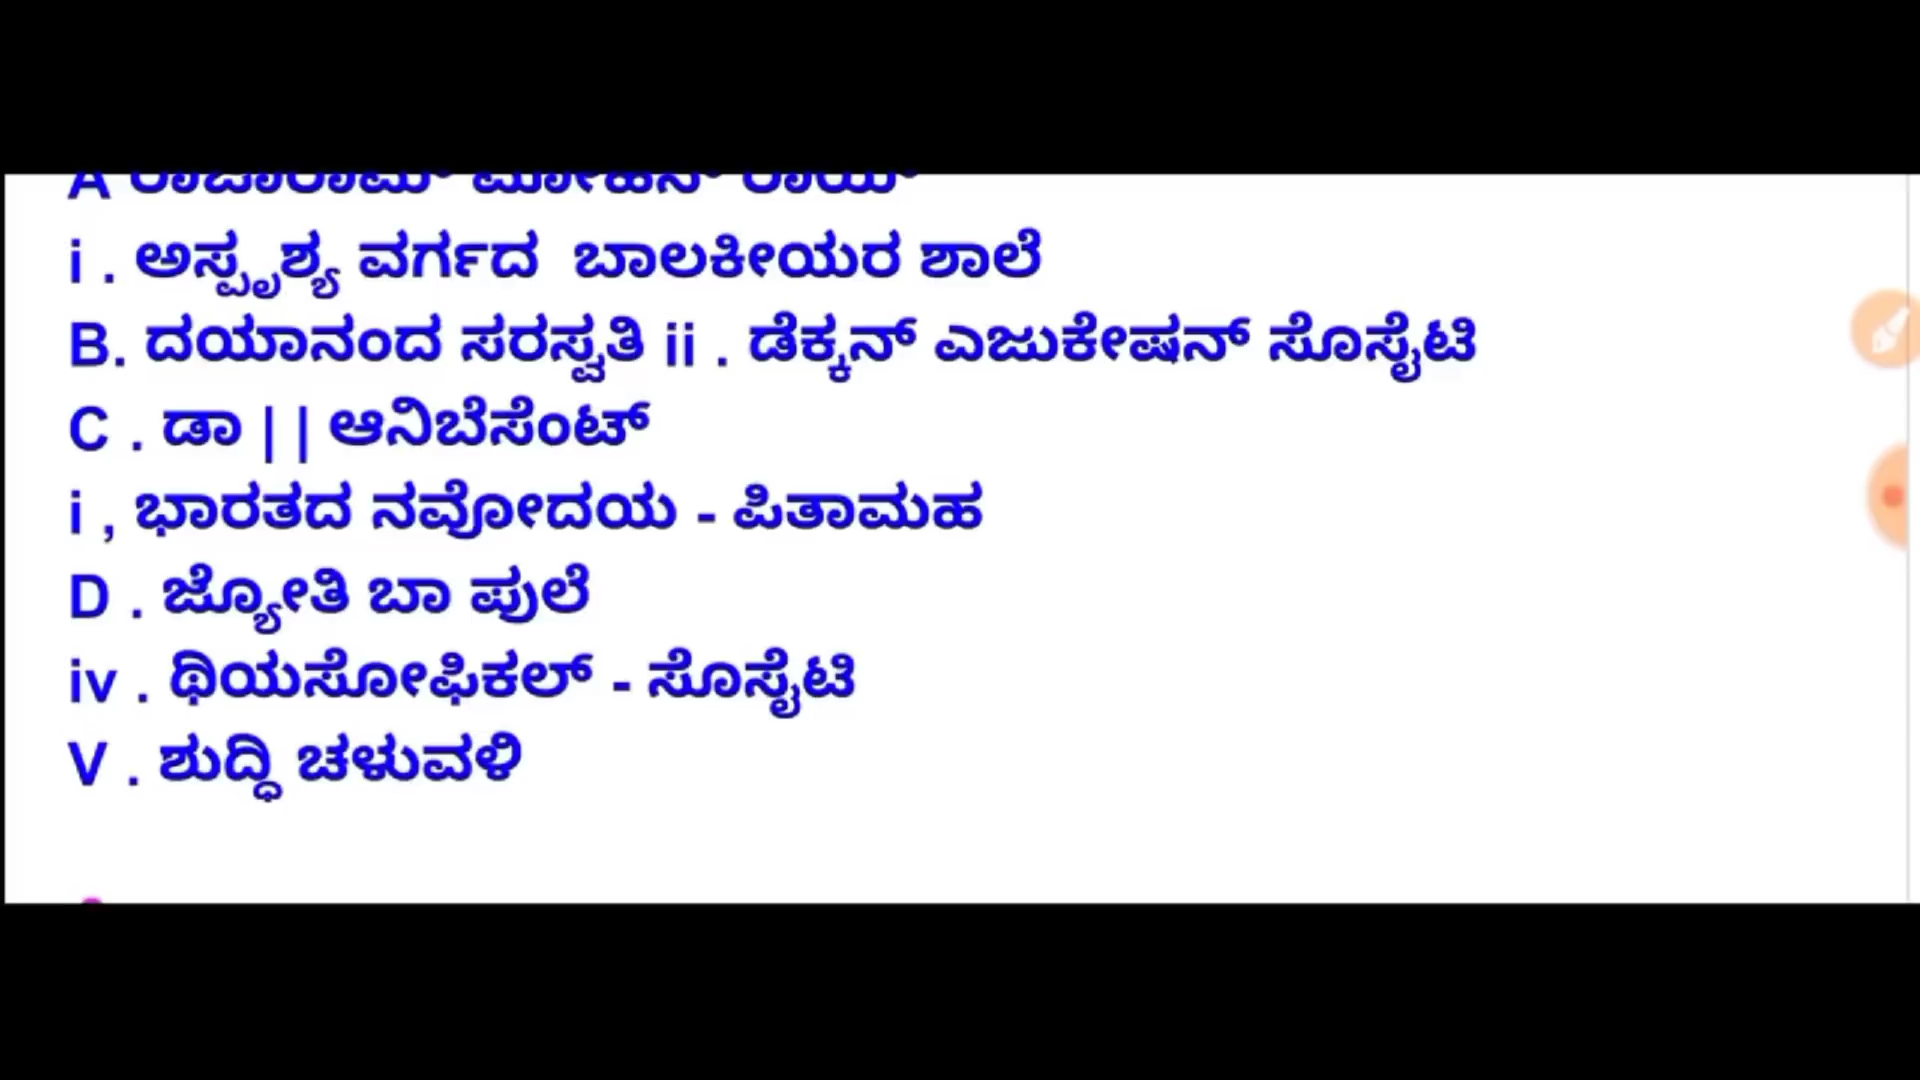 A ರಾಜಾರಾಮ್ ಮೋಹನ್ ರಾಯ್
i . ಅಸ್ಪೃಶ್ಯ ವರ್ಗದ ಬಾಲಕೀಯರ ಶಾಲೆ
B. ದಯಾನಂದ ಸರಸ್ವತಿ ii . ಡೆಕ್ಕನ್ ಎಜುಕೇಷನ್ ಸೊಸೈಟಿ
C . ಡಾ | | ಆನಿಬೆಸೆಂಟ್
i , ಭಾರತದ ನವೋದಯ - ಪಿತಾಮಹ
D . ಜ್ಯೋತಿ ಬಾ ಪುಲೆ
iv . ಥಿಯಸೋಫಿಕಲ್ - ಸೊಸೈಟಿ
V . ಶುದ್ಧಿ ಚಳುವಳಿ